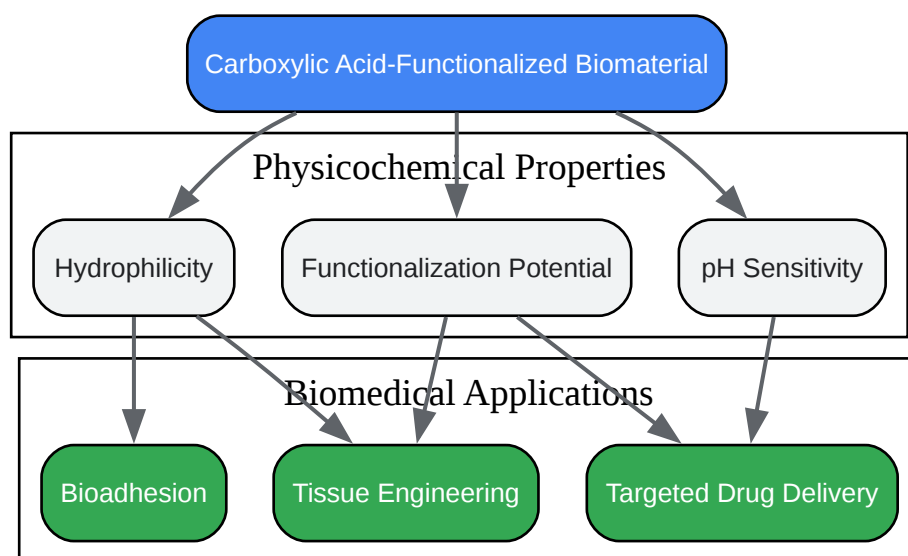 Carboxylic Acid-Functionalized Biomaterial
Physicochemical Properties
Hydrophilicity
Functionalization Potential
pH Sensitivity
Biomedical Applications
Bioadhesion
Tissue Engineering
Targeted Drug Delivery